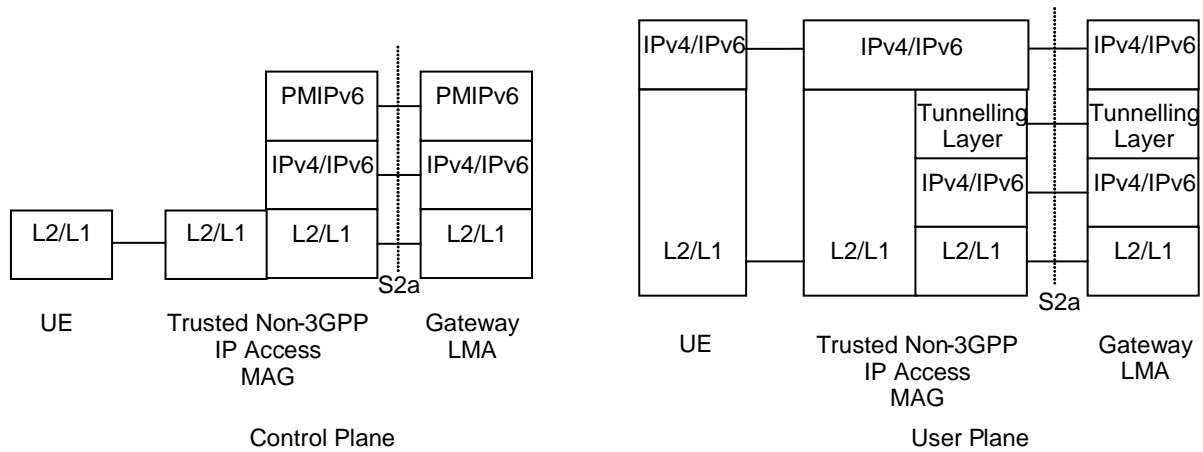 PMIPv6
PMIPv6
IPv4/IPv6
IPv4/IPv6
L2/L1
L2/L1
L2/L1
L2/L1
S2a
UE
Trusted Non-3GPP
IP Access
MAG
Gateway
LMA
Control Plane
IPv4/IPv6
IPv4/IPv6
IPv4/IPv6
Tunnelling
Layer
Tunnelling
Layer
IPv4/IPv6
IPv4/IPv6
L2/L1
L2/L1
L2/L1
L2/L1
S2a
UE
Trusted Non-3GPP
IP Access
MAG
Gateway
LMA
User Plane